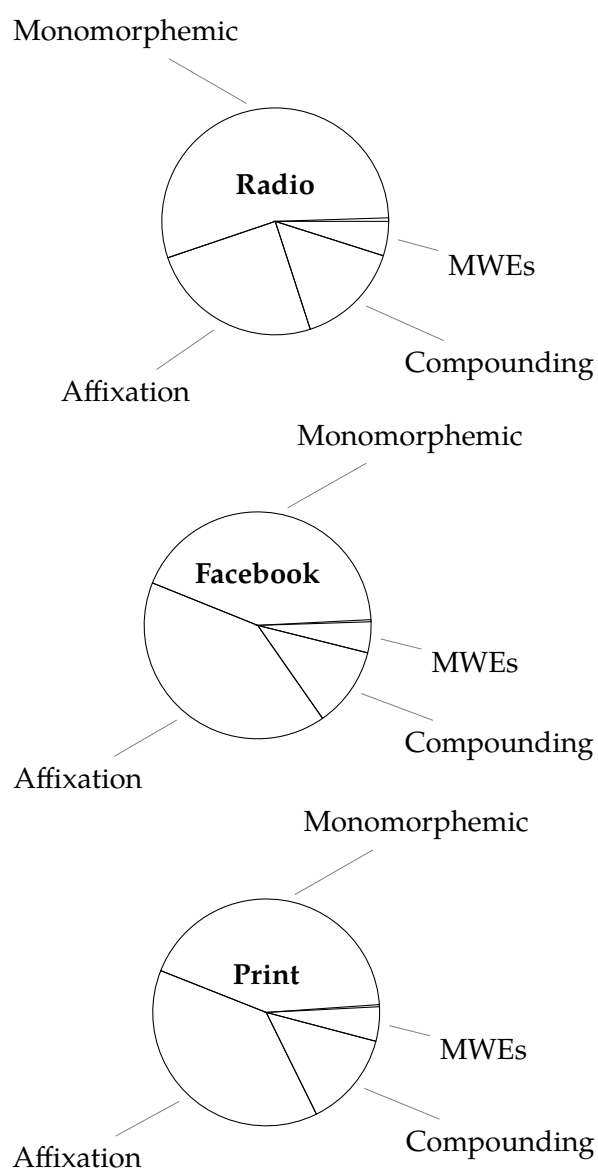 Monomorphemic
Radio
MWEs
Compounding
Affixation
Monomorphemic
Facebook
MWEs
Compounding
Affixation
Monomorphemic
Print
MWEs
Compounding
Affixation